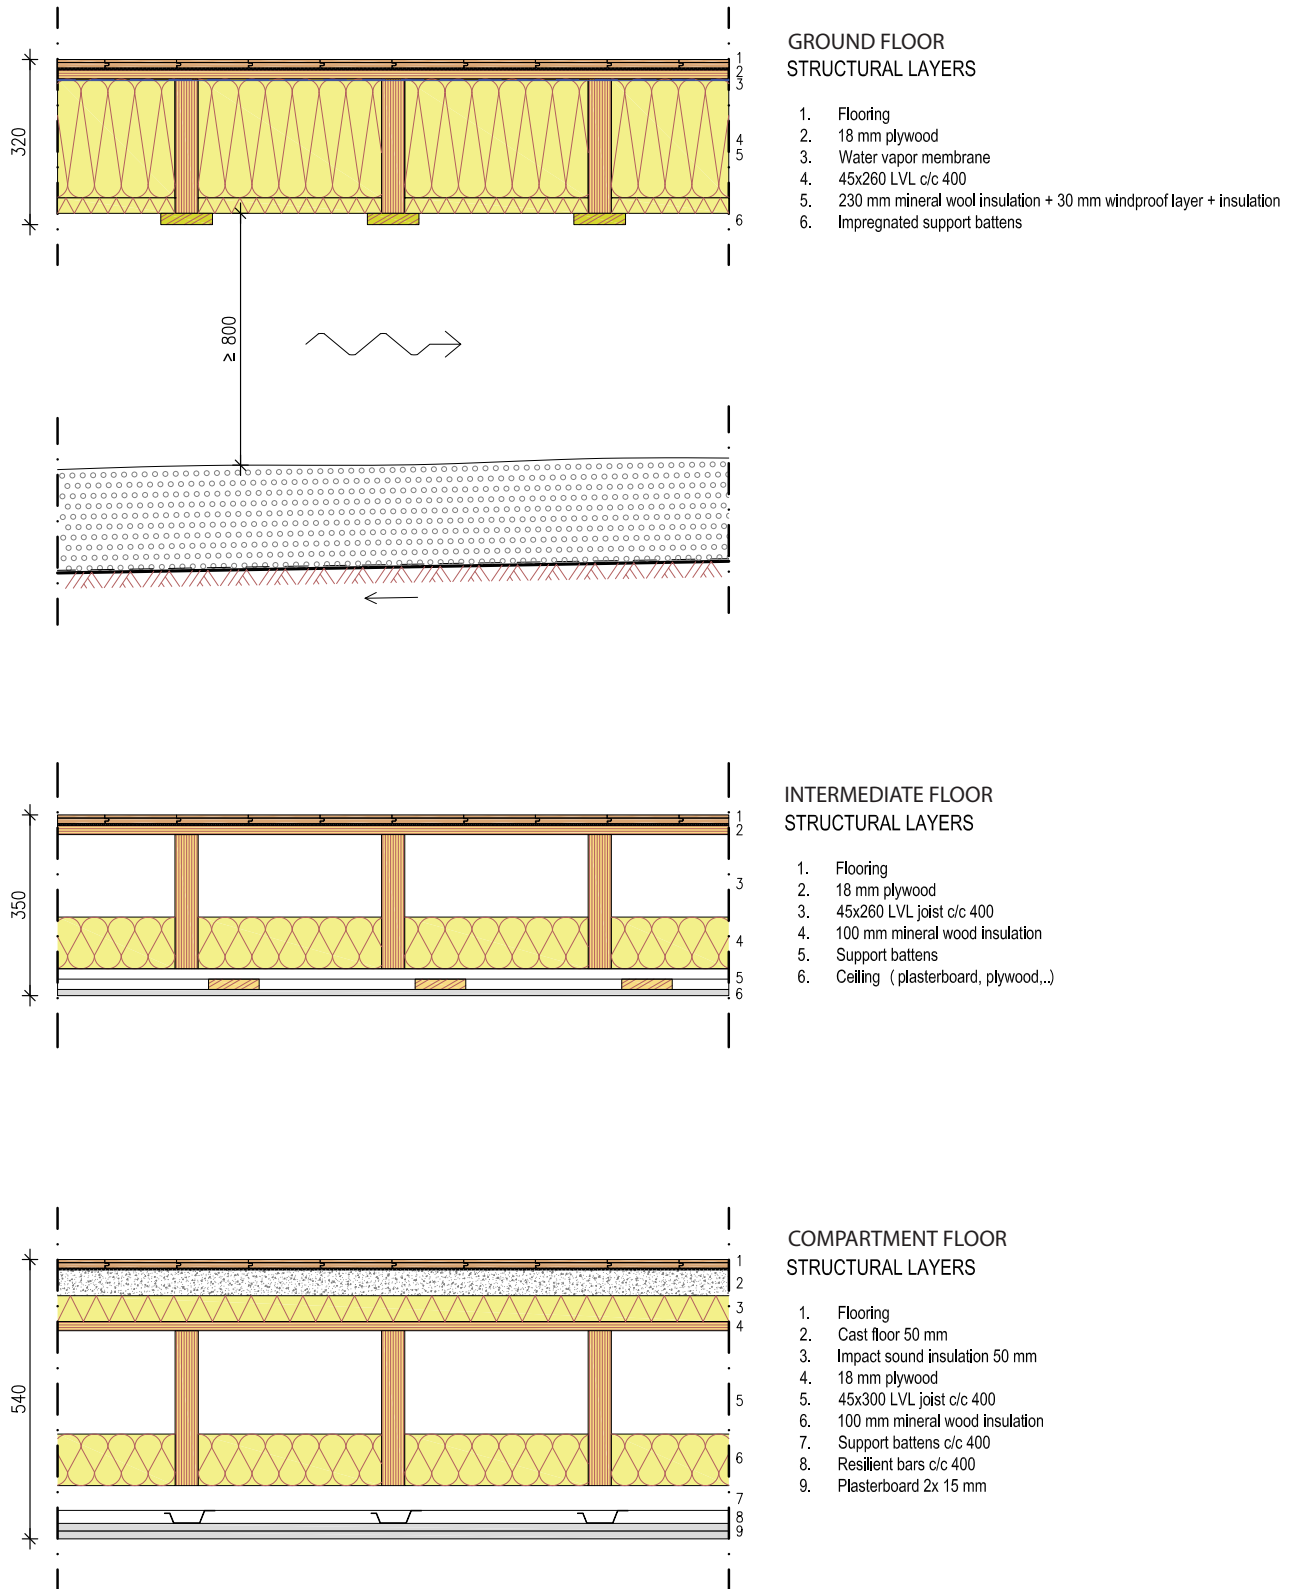 GROUND FLOOR
STRUCTURAL LAYERS
1. Flooring
2. 18 mm plywood
3. Water vapor membrane
4. 45x260 LVL c/c 400
5. 230 mm mineral wool insulation + 30 mm windproof layer + insulation
6. Impregnated support battens
1
2
3
4
5
6
320
≥ 800
INTERMEDIATE FLOOR
STRUCTURAL LAYERS
1. Flooring
2. 18 mm plywood
3. 45x260 LVL joist c/c 400
4. 100 mm mineral wood insulation
5. Support battens
6. Ceiling ( plasterboard, plywood,..)
1
2
3
4
5
6
350
COMPARTMENT FLOOR
STRUCTURAL LAYERS
1. Flooring
2. Cast floor 50 mm
3. Impact sound insulation 50 mm
4. 18 mm plywood
5. 45x300 LVL joist c/c 400
6. 100 mm mineral wood insulation
7. Support battens c/c 400
8. Resilient bars c/c 400
9. Plasterboard 2x 15 mm
1
2
3
4
5
6
7
8
9
540